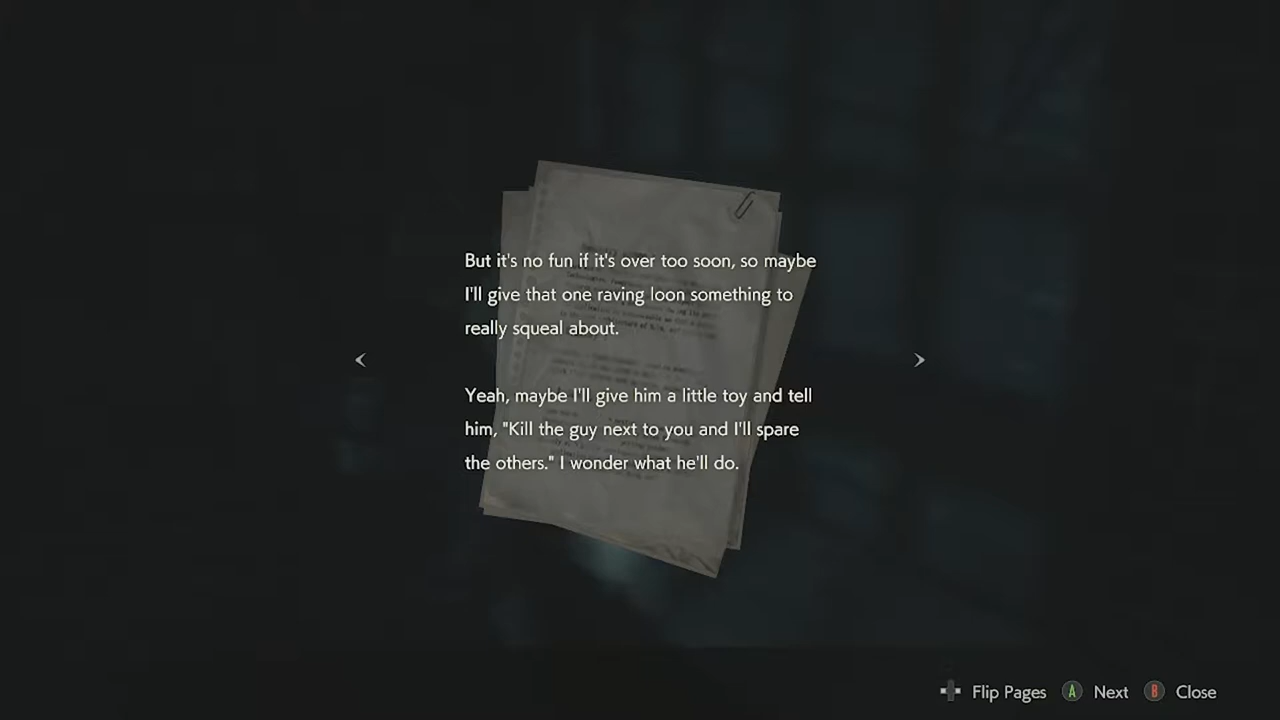 But it's no fun if it's over too soon, so maybe
I'll give that one raving loon something to
really squeal about.
Yeah, maybe I'll give him a little toy and tell
him, "Kill the guy next to you and I'll spare
the others." I wonder what he'll do.
Flip Pages A Next B Close